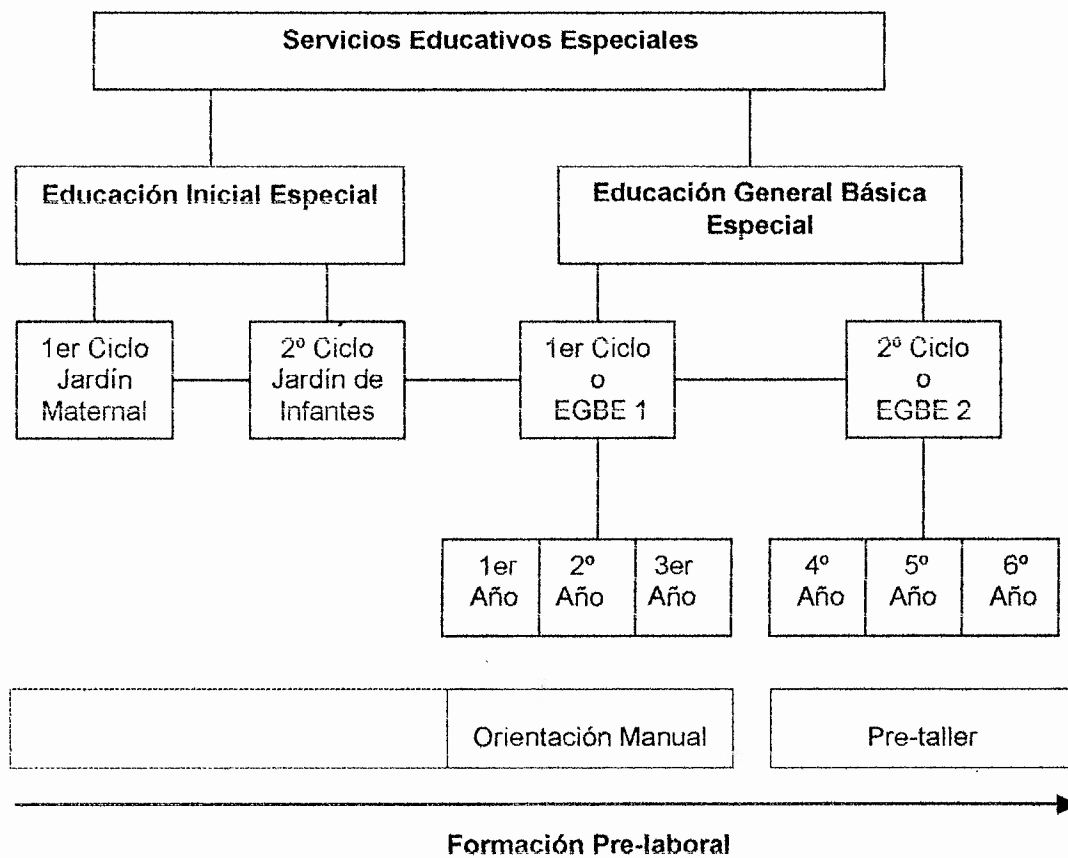 Servicios Educativos Especiales
Educación Inicial Especial
Educación General Básica
Especial
1er Ciclo
Jardín
Maternal
2º Ciclo
Jardín de
Infantes
1er Ciclo
o
EGBE 1
2º Ciclo
o
EGBE 2
1er
Año
2º
Año
3er
Año
4º
Año
5º
Año
6º
Año
Orientación Manual
Pre-taller
Formación Pre-laboral